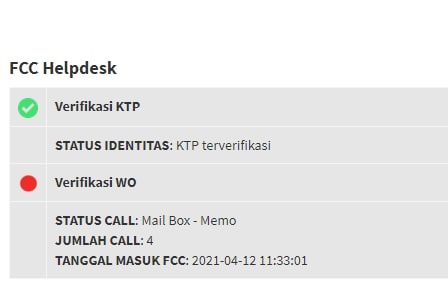 FCC Helpdesk
Verifikasi KTP
STATUS IDENTITAS: KTP terverifikasi
Verifikasi WO
STATUS CALL: Mail Box - Memo
JUMLAH CALL: 4
TANGGAL MASUK FCC: 2021-04-12 11:33:01